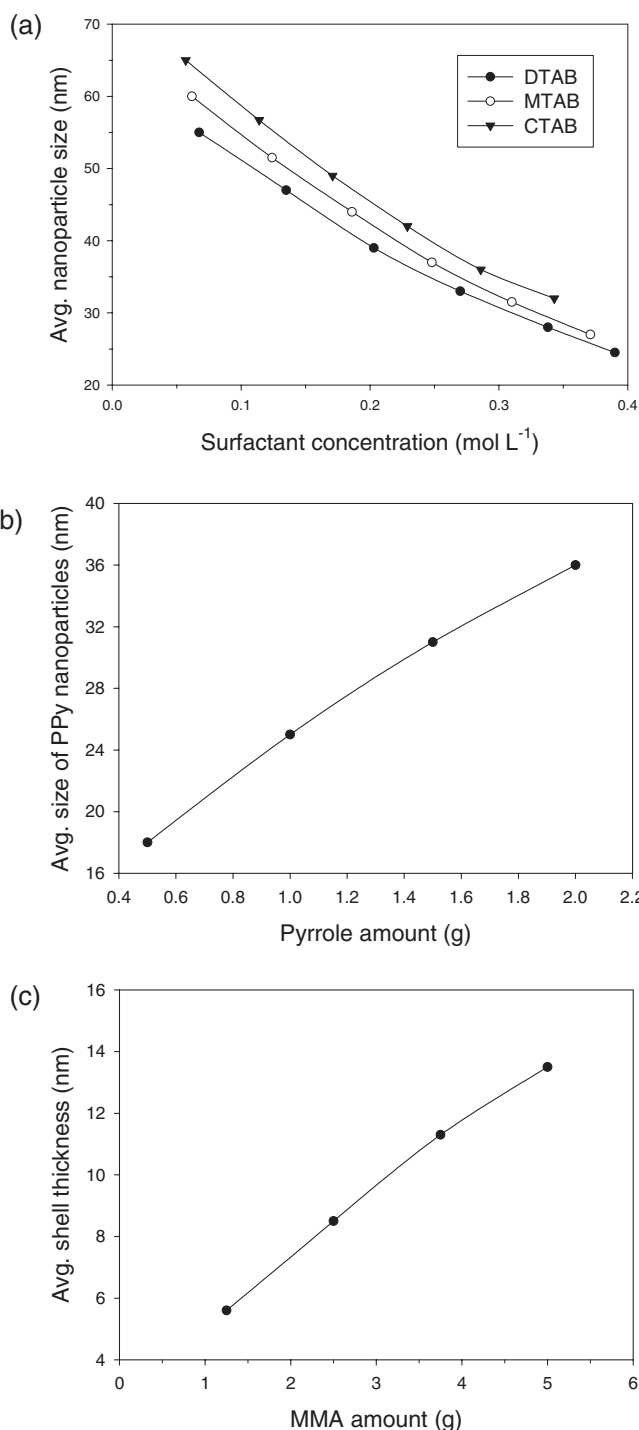 (a)
70
60
50
40
30
20
Avg. nanoparticle size (nm)
DTAB
MTAB
CTAB
0.0 0.1 0.2 0.3 0.4
Surfactant concentration (mol L-1)
b)
40
36
32
28
24
20
16
Avg. size of PPy nanoparticles (nm)
0.4 0.6 0.8 1.0 1.2 1.4 1.6 1.8 2.0 2.2
Pyrrole amount (g)
(c)
16
14
12
10
8
6
4
Avg. shell thickness (nm)
0 1 2 3 4 5 6
MMA amount (g)